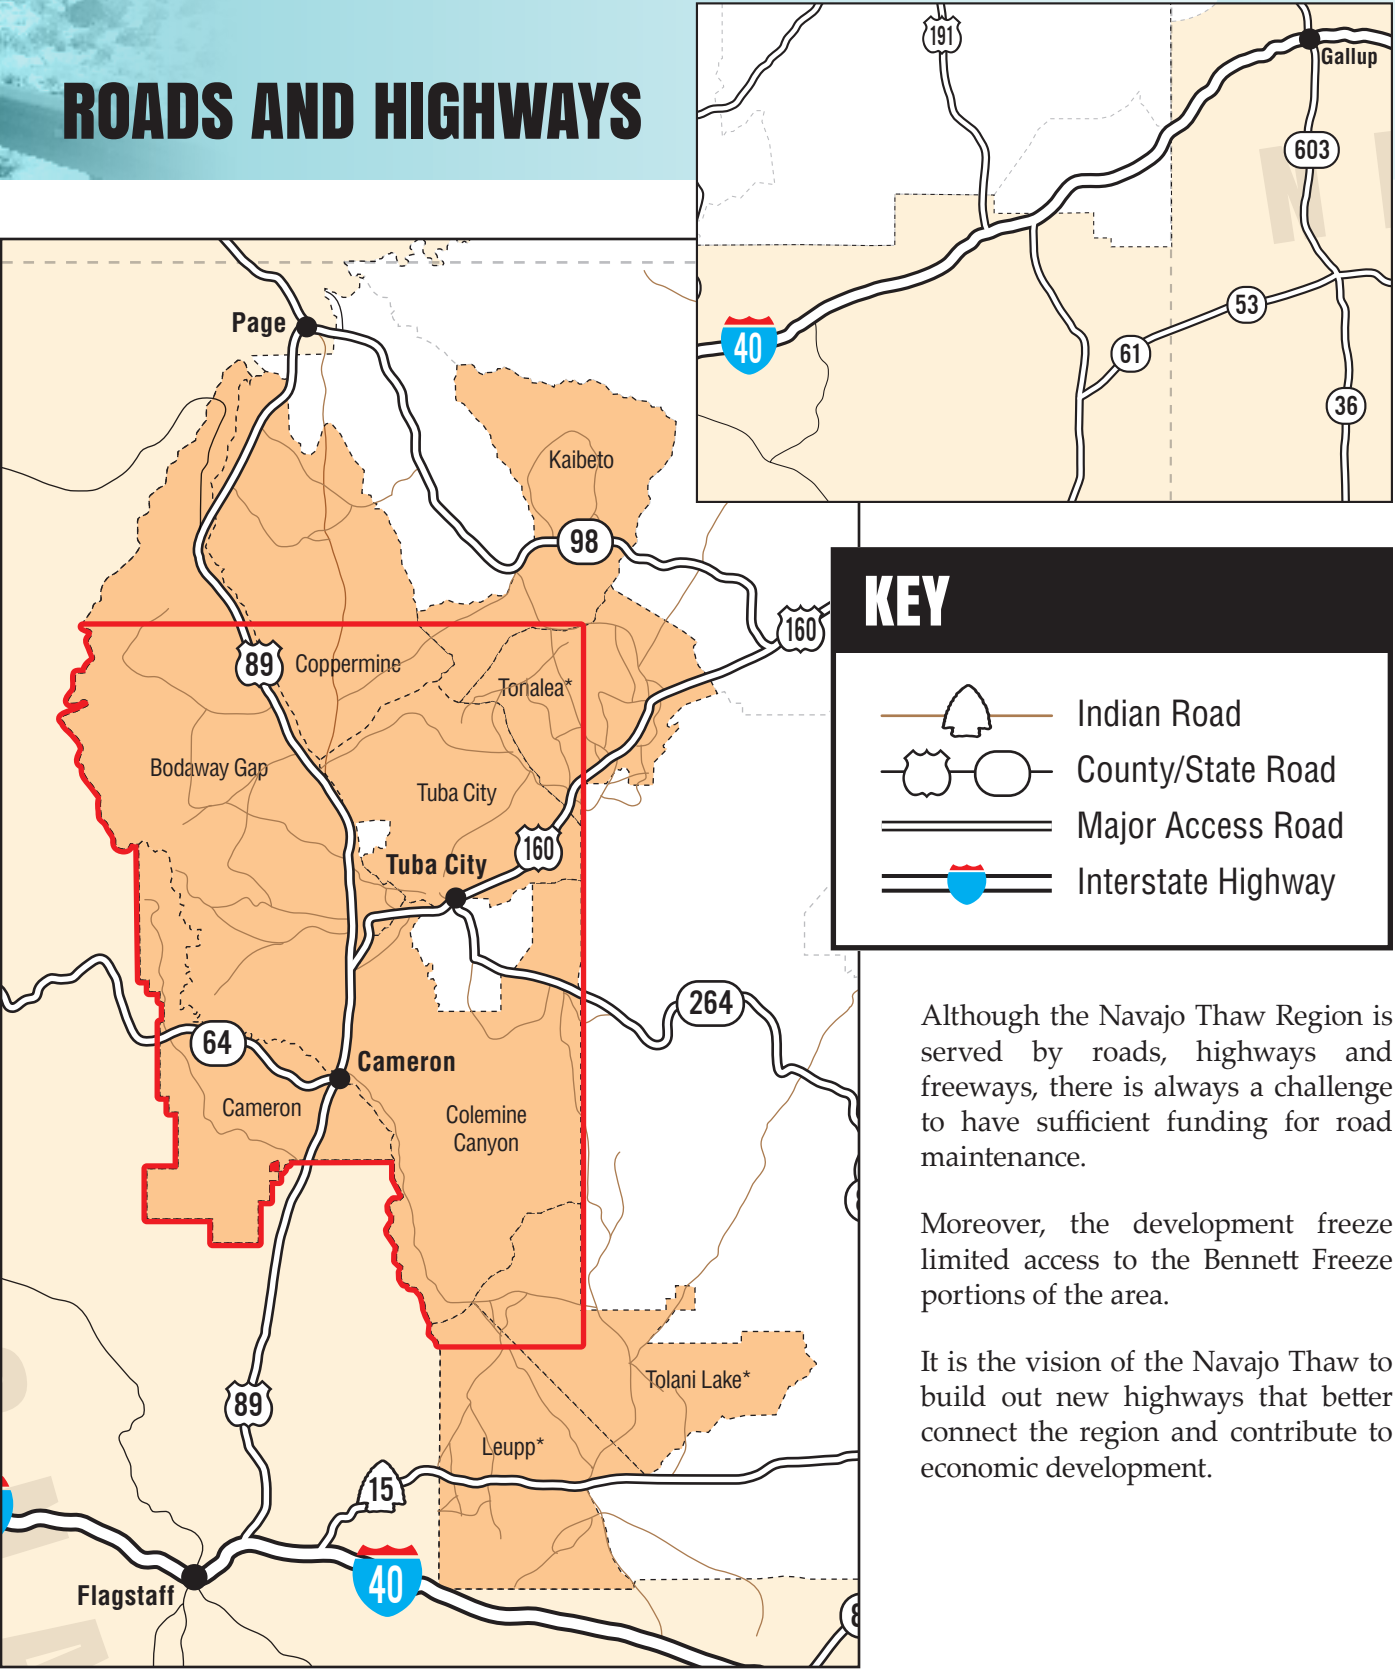 ROADS AND HIGHWAYS
191
Gallup
603
53
61
40
36
Page
Kaibeto
98
160
89
Coppermine
Tonalea*
Bodaway Gap
Tuba City
160
Tuba City
264
64
Cameron
Cameron
Colemine
Canyon
89
Tolani Lake*
Leupp*
15
40
Flagstaff
KEY
Indian Road
County/State Road
Major Access Road
Interstate Highway
Although the Navajo Thaw Region is
served by roads, highways and
freeways, there is always a challenge
to have sufficient funding for road
maintenance.
Moreover, the development freeze
limited access to the Bennett Freeze
portions of the area.
It is the vision of the Navajo Thaw to
build out new highways that better
connect the region and contribute to
economic development.